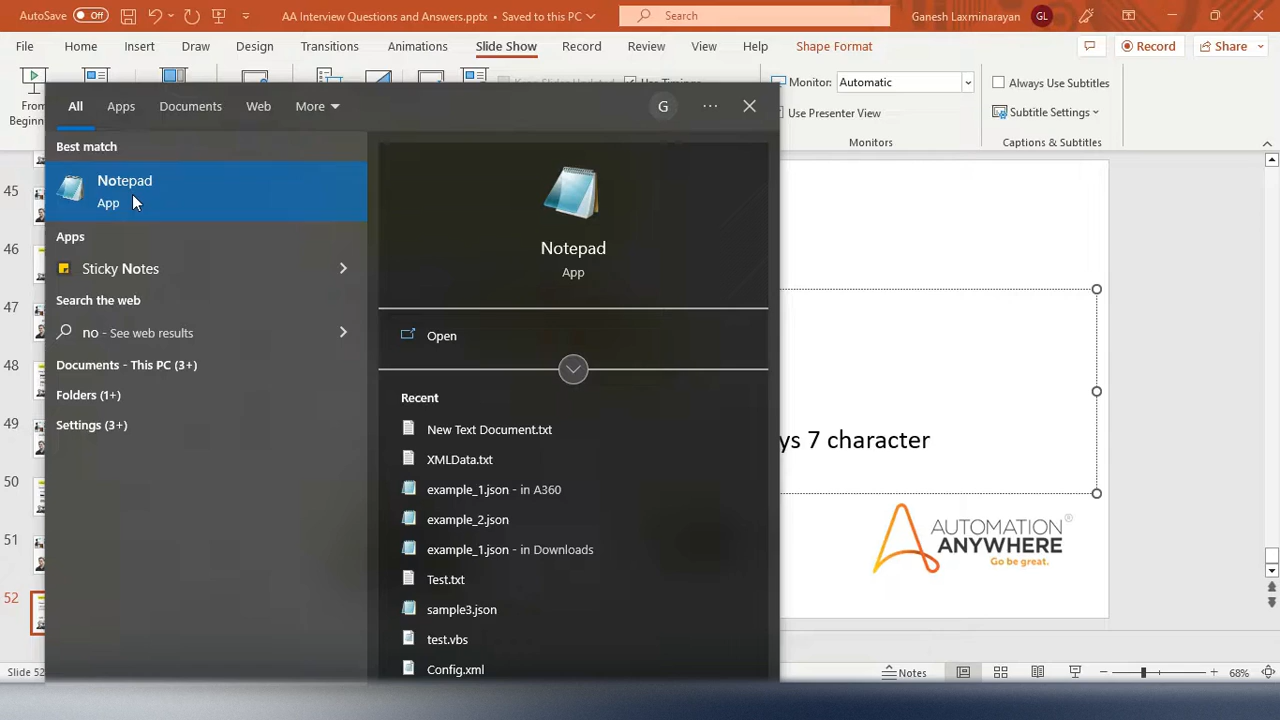 AutoSave Off AA Interview Questions and Answers.pptx • Saved to this PC Search Ganesh Laxminarayan GL
File Home Insert Draw Design Transitions Animations Slide Show Record Review View Help Shape Format Record Share
From
Beginn
Monitor: Automatic
Use Presenter View
Monitors
Always Use Subtitles
Subtitle Settings
Captions & Subtitles
All Apps Documents Web More G
Best match
Notepad
App
Apps
Sticky Notes
Search the web
no - See web results
Documents - This PC (3+)
Folders (1+)
Settings (3+)
Notepad
App
Open
Recent
New Text Document.txt
XMLData.txt
example_1.json - in A360
example_2.json
example_1.json - in Downloads
Test.txt
sample3.json
test.vbs
Config.xml
45
46
47
48
49
50
51
52
ys 7 character
AUTOMATION
ANYWHERE
Go be great.
Slide 52
Notes
68%